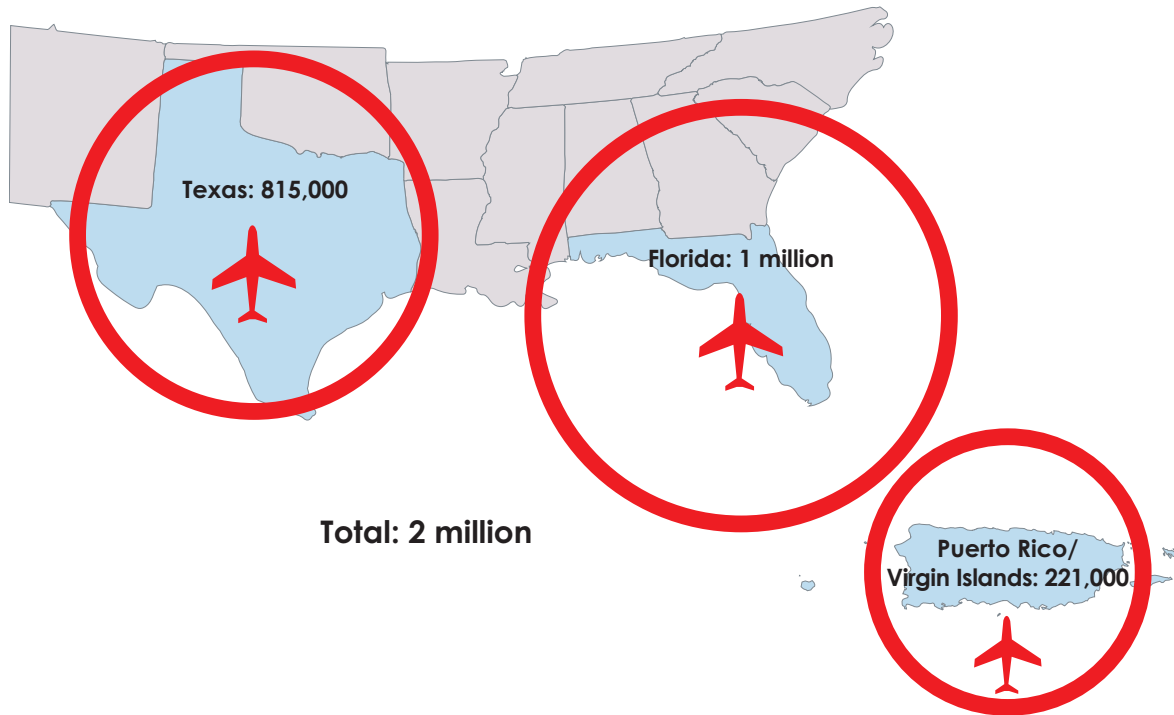 Texas: 815,000
Florida: 1 million
Total: 2 million
Puerto Rico/
Virgin Islands: 221,000